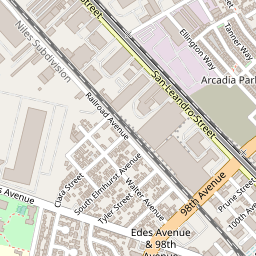 Street
Niles Subdivision
Ellington Way
Tanner Way
San Leandro Street
Arcadia Park
Railroad Avenue
Clara Street
South Elmhurst Avenue
Walter Avenue
Tyler Street
98th Avenue
Prune Street
100th Avenue
Avenue
Edes Avenue
& 98th
Avenue